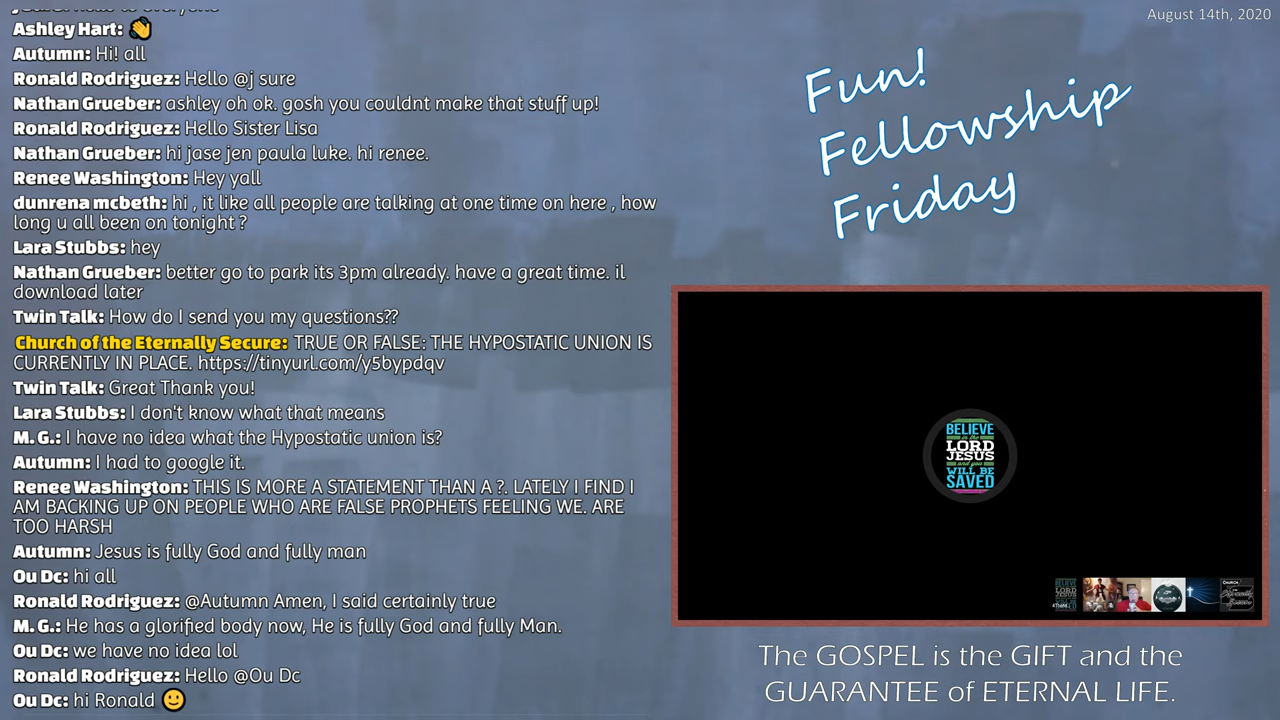 August 14th, 2020
Ashley Hart: 👋
Autumn: Hi! all
Ronald Rodriguez: Hello @j sure
Nathan Grueber: ashley oh ok. gosh you couldnt make that stuff up!
Ronald Rodriguez: Hello Sister Lisa
Nathan Grueber: hi jase jen paula luke. hi renee.
Renee Washington: Hey yall
dunrena mcbeth: hi , it like all people are talking at one time on here , how
long u all been on tonight ?
Lara Stubbs: hey
Nathan Grueber: better go to park its 3pm already. have a great time. il
download later
Twin Talk: How do I send you my questions??
Church of the Eternally Secure: TRUE OR FALSE: THE HYPOSTATIC UNION IS
CURRENTLY IN PLACE. https://tinyurl.com/y5bypdqv
Twin Talk: Great Thank you!
Lara Stubbs: I don't know what that means
M. G.: I have no idea what the Hypostatic union is?
Autumn: I had to google it.
Renee Washington: THIS IS MORE A STATEMENT THAN A ?. LATELY I FIND I
AM BACKING UP ON PEOPLE WHO ARE FALSE PROPHETS FEELING WE. ARE
TOO HARSH
Autumn: Jesus is fully God and fully man
Ou Dc: hi all
Ronald Rodriguez: @Autumn Amen, I said certainly true
M. G.: He has a glorified body now, He is fully God and fully Man.
Ou Dc: we have no idea lol
Ronald Rodriguez: Hello @Ou Dc
Ou Dc: hi Ronald 🙂
Fun!
Fellowship
Friday
BELIEVE
in the
LORD
JESUS
and you
WILL BE
SAVED
The GOSPEL is the GIFT and the
GUARANTEE of ETERNAL LIFE.